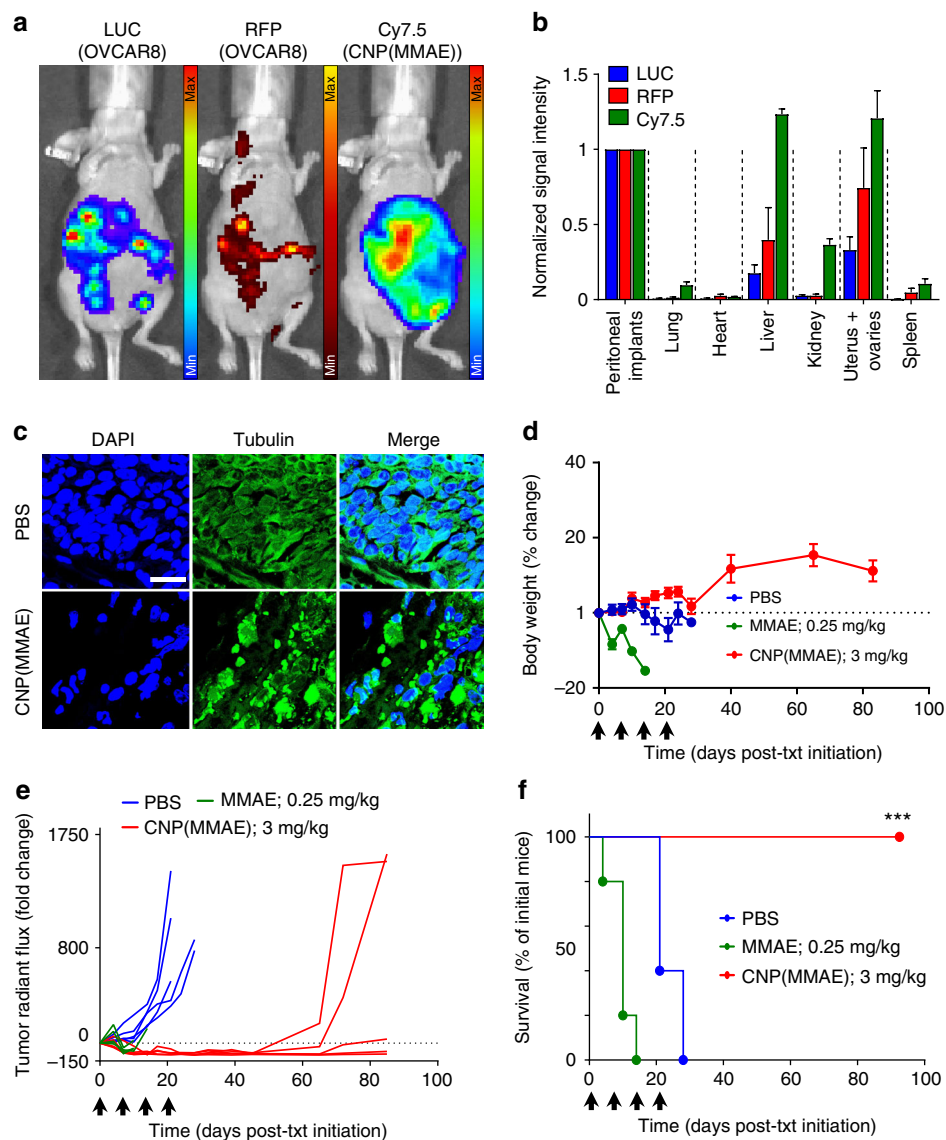 a
LUC
(OVCAR8)
RFP
(OVCAR8)
Cy7.5
(CNP(MMAE))
Max
Min
Max
Min
Max
Min
b
LUC
RFP
Cy7.5
Normalized signal intensity
1.5
1
0.5
0
Peritoneal
implants
Lung
Heart
Liver
Kidney
Uterus +
ovaries
Spleen
c
DAPI
Tubulin
Merge
PBS
CNP(MMAE)
d
Body weight (% change)
40
20
1
–20
PBS
MMAE; 0.25 mg/kg
CNP(MMAE); 3 mg/kg
0
20
40
60
80
100
Time (days post-txt initiation)
e
PBS
MMAE; 0.25 mg/kg
CNP(MMAE); 3 mg/kg
Tumor radiant flux (fold change)
1750
800
0
–150
0
20
40
60
80
100
Time (days post-txt initiation)
f
Survival (% of initial mice)
100
50
0
***
PBS
MMAE; 0.25 mg/kg
CNP(MMAE); 3 mg/kg
0
20
40
60
80
100
Time (days post-txt initiation)